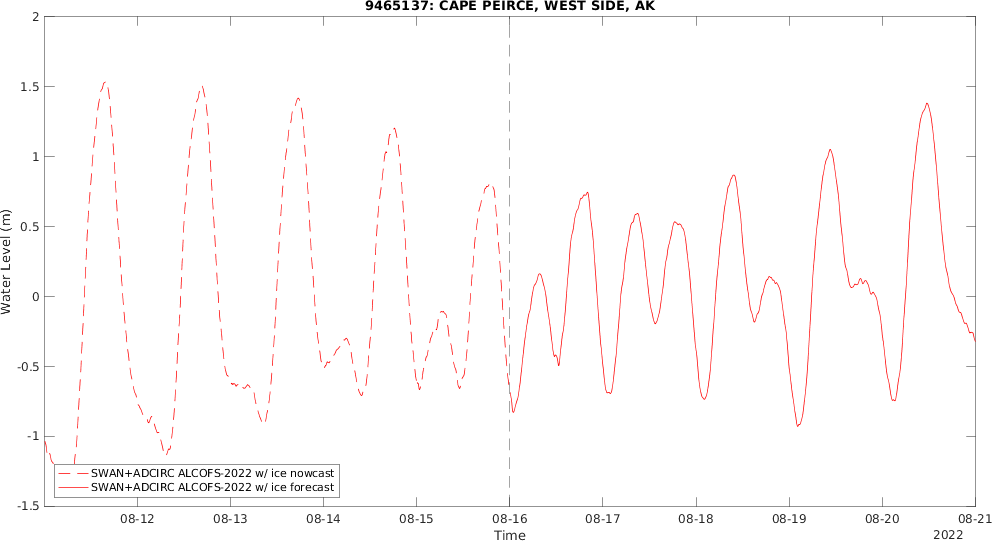 9465137: CAPE PEIRCE, WEST SIDE, AK
2
1.5
1
0.5
0
-0.5
-1
-1.5
Water Level (m)
SWAN+ADCIRC ALCOFS-2022 w/ ice nowcast
SWAN+ADCIRC ALCOFS-2022 w/ ice forecast
08-12 08-13 08-14 08-15 08-16 08-17 08-18 08-19 08-20 08-21
Time
2022